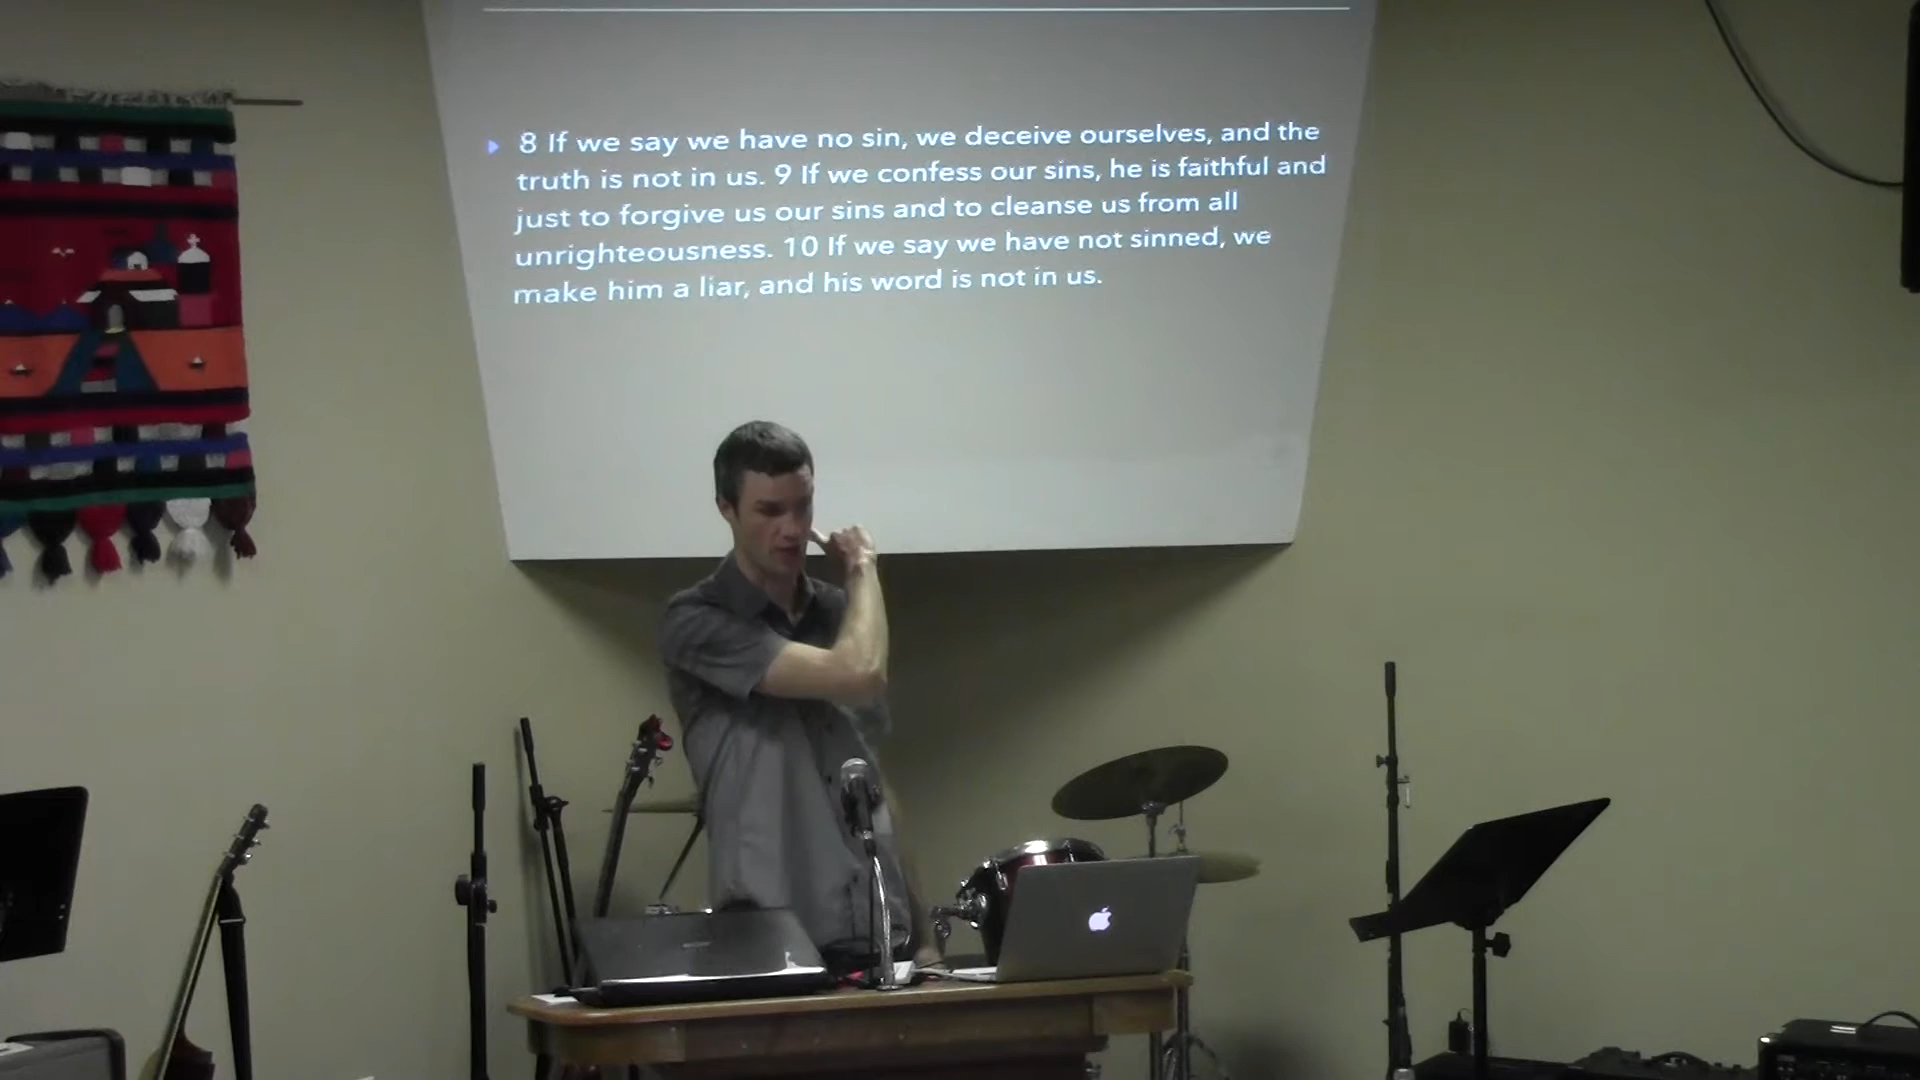 8 If we say we have no sin, we deceive ourselves, and the
truth is not in us. 9 If we confess our sins, he is faithful and
just to forgive us our sins and to cleanse us from all
unrighteousness. 10 If we say we have not sinned, we
make him a liar, and his word is not in us.